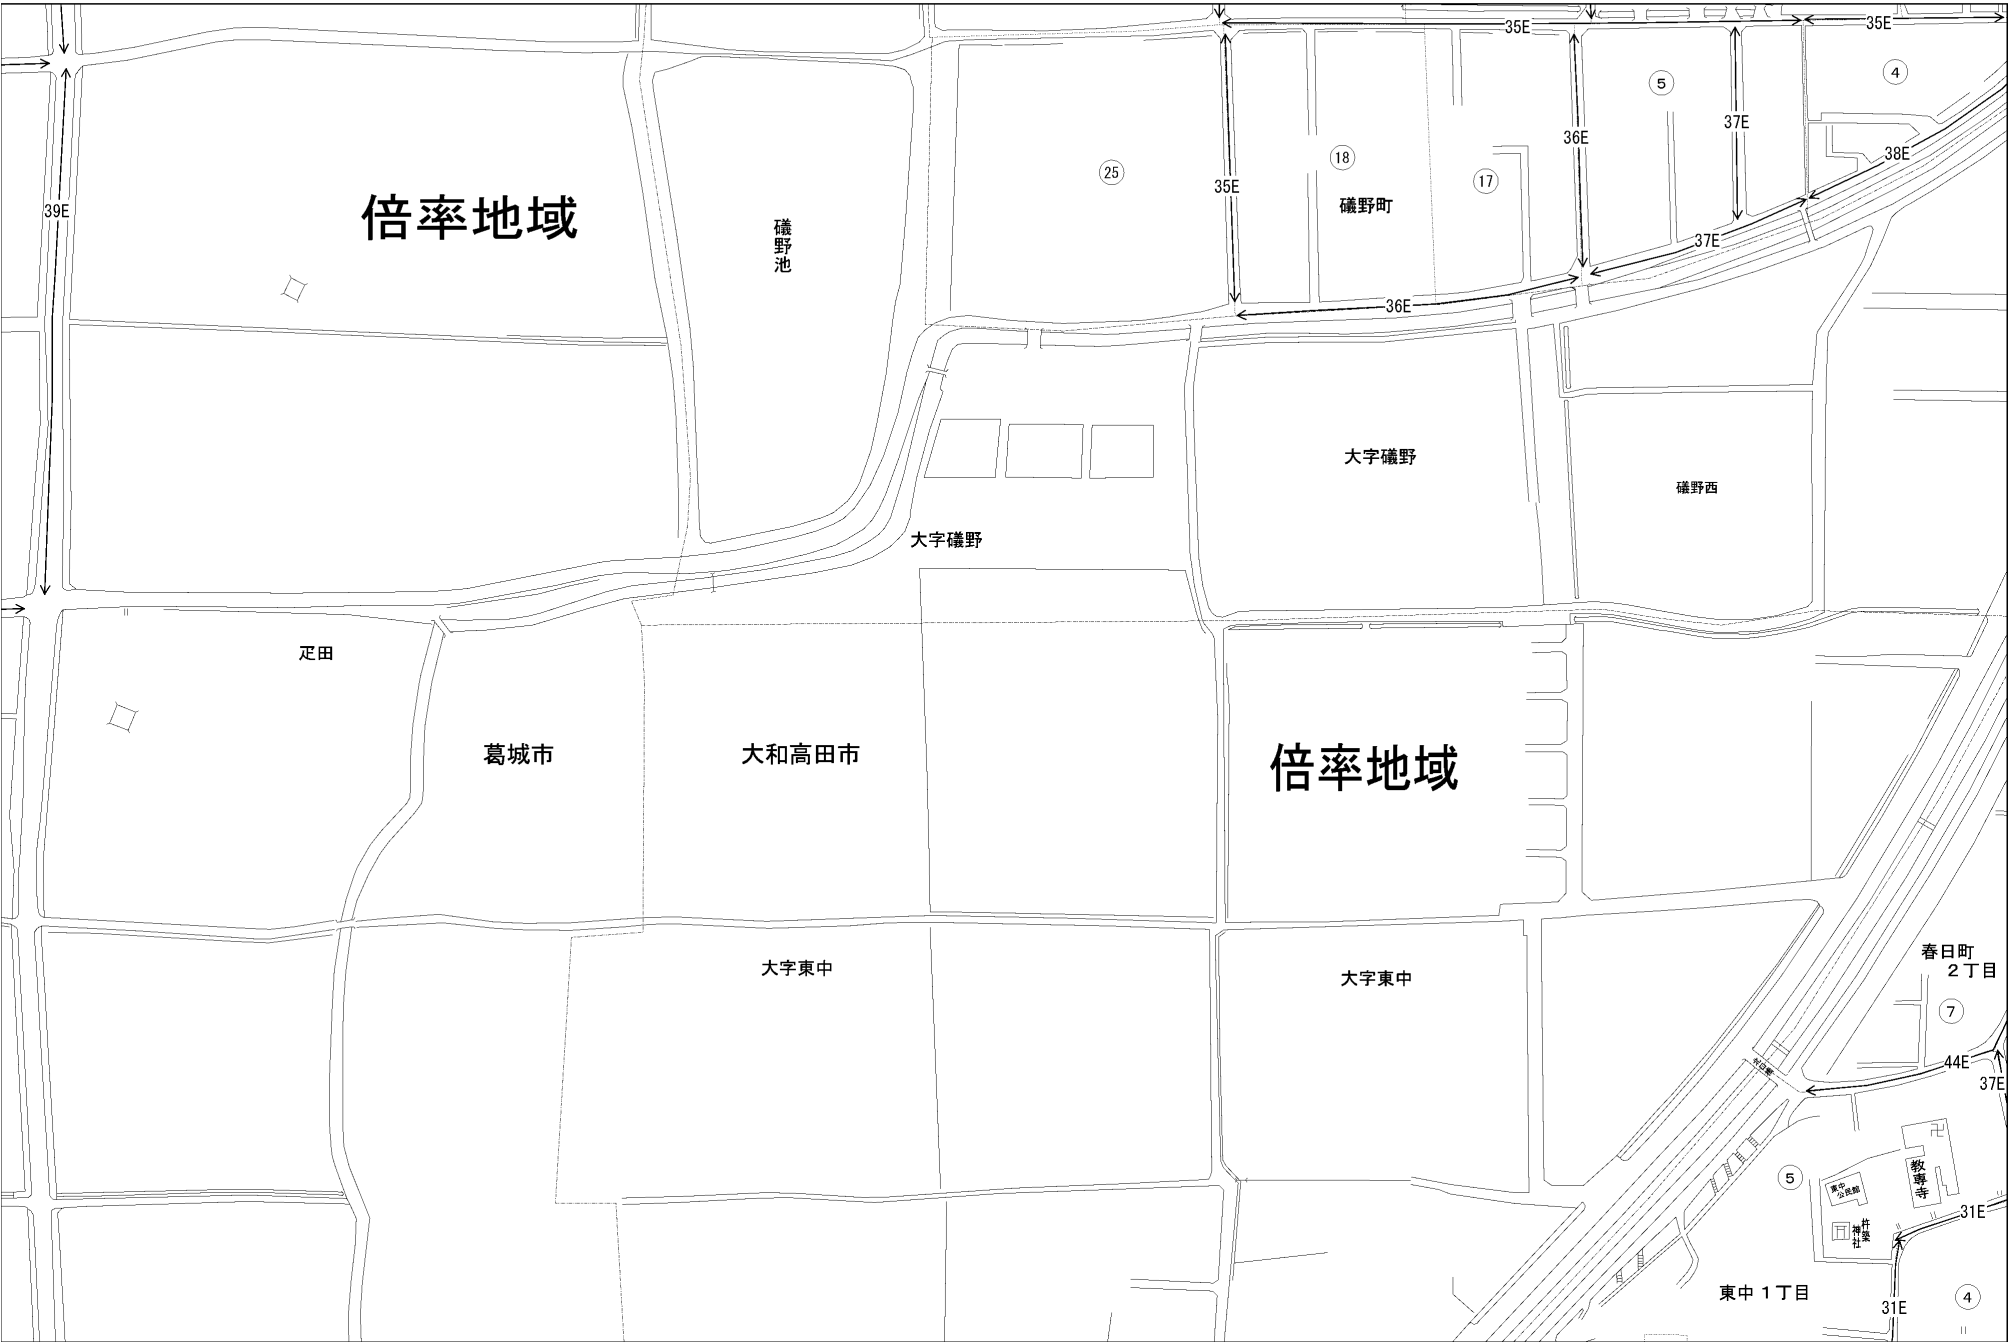 35E
35E
④
⑤
37E
36E
38E
⑱
㉕
⑰
35E
39E
倍率地域
礒野町
礒野池
37E
36E
大字礒野
礒野西
大字礒野
疋田
葛城市
大和高田市
倍率地域
春日町
2丁目
大字東中
大字東中
⑦
44E
37E
⑤
教専寺
東中
公民館
31E
杵築
神社
東中1丁目
④
31E